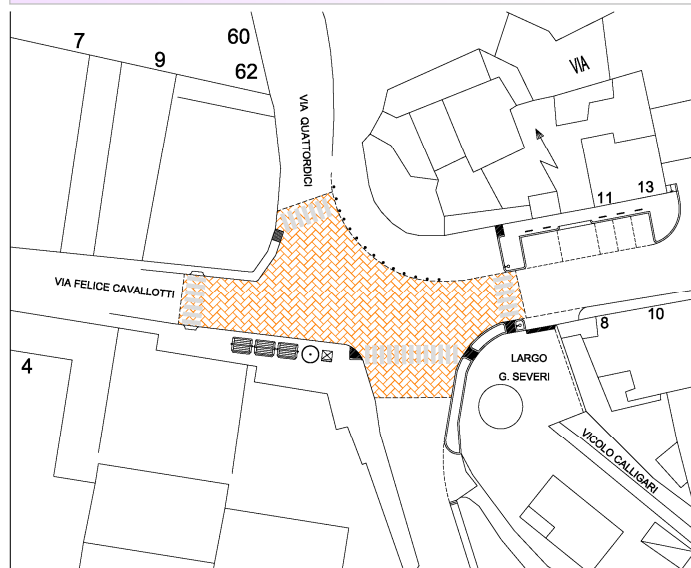 7
9
60
62
VIA
VIA QUATTORDICI
11
13
VIA FELICE CAVALLOTTI
4
8
10
LARGO
G. SEVERI
VICOLO CALLIGARI